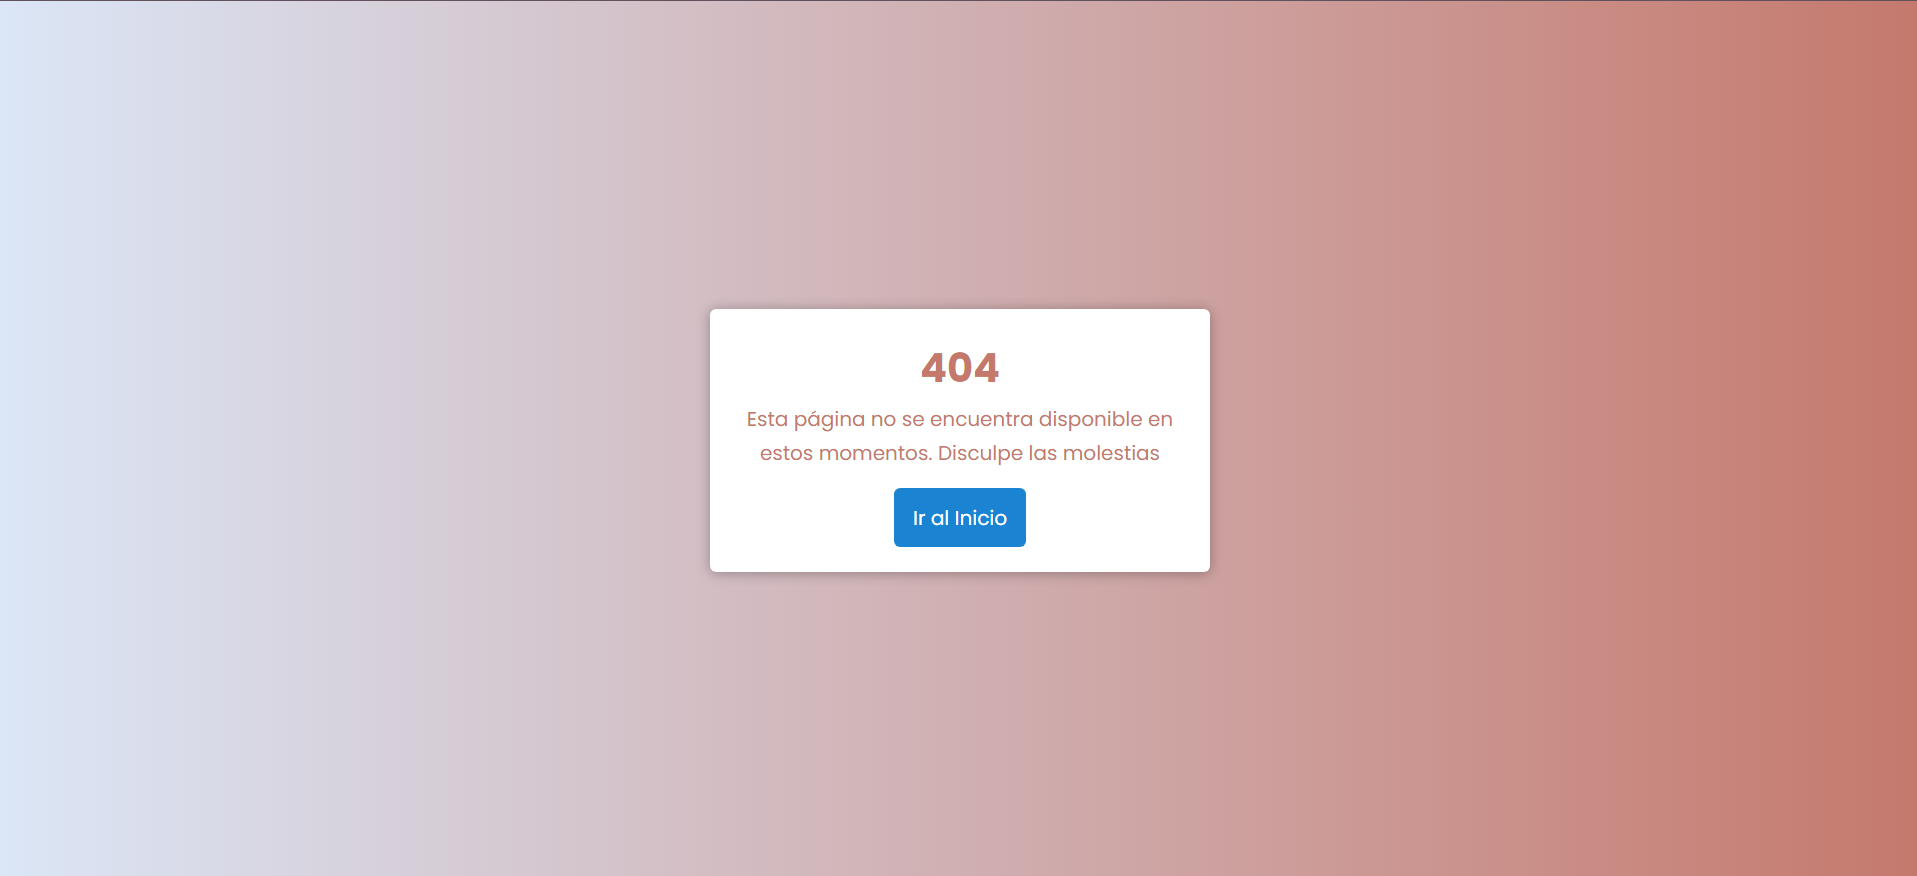 404
Esta página no se encuentra disponible en
estos momentos. Disculpe las molestias
Ir al Inicio